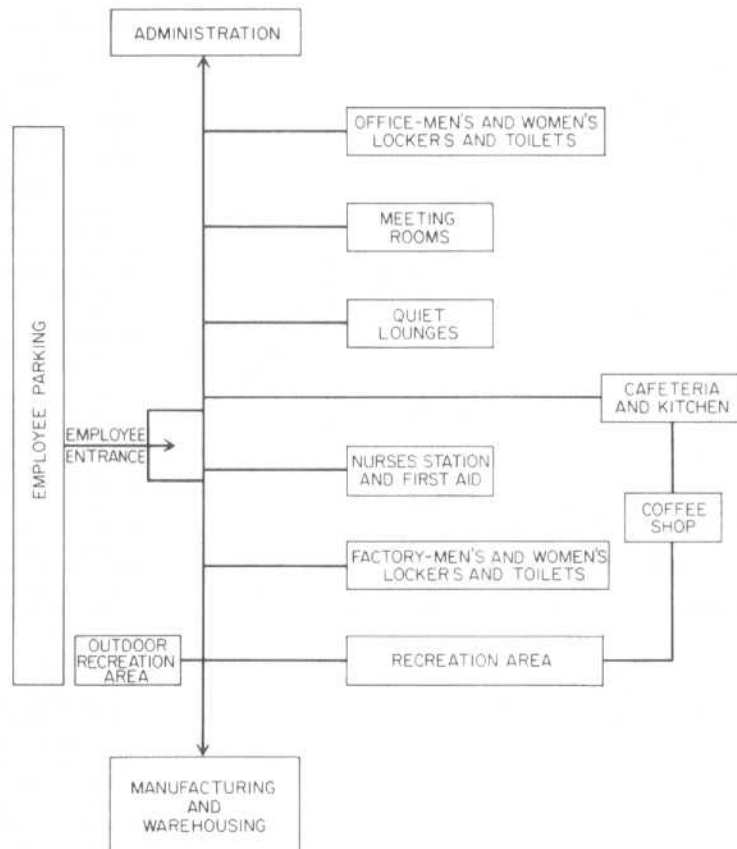 ADMINISTRATION
OFFICE-MEN'S AND WOMEN'S
LOCKERS AND TOILETS
MEETING
ROOMS
QUIET
LOUNGES
CAFETERIA
AND KITCHEN
EMPLOYEE PARKING
EMPLOYEE
ENTRANCE
NURSES STATION
AND FIRST AID
COFFEE
SHOP
FACTORY-MEN'S AND WOMEN'S
LOCKERS AND TOILETS
OUTDOOR
RECREATION
AREA
RECREATION AREA
MANUFACTURING
AND
WAREHOUSING